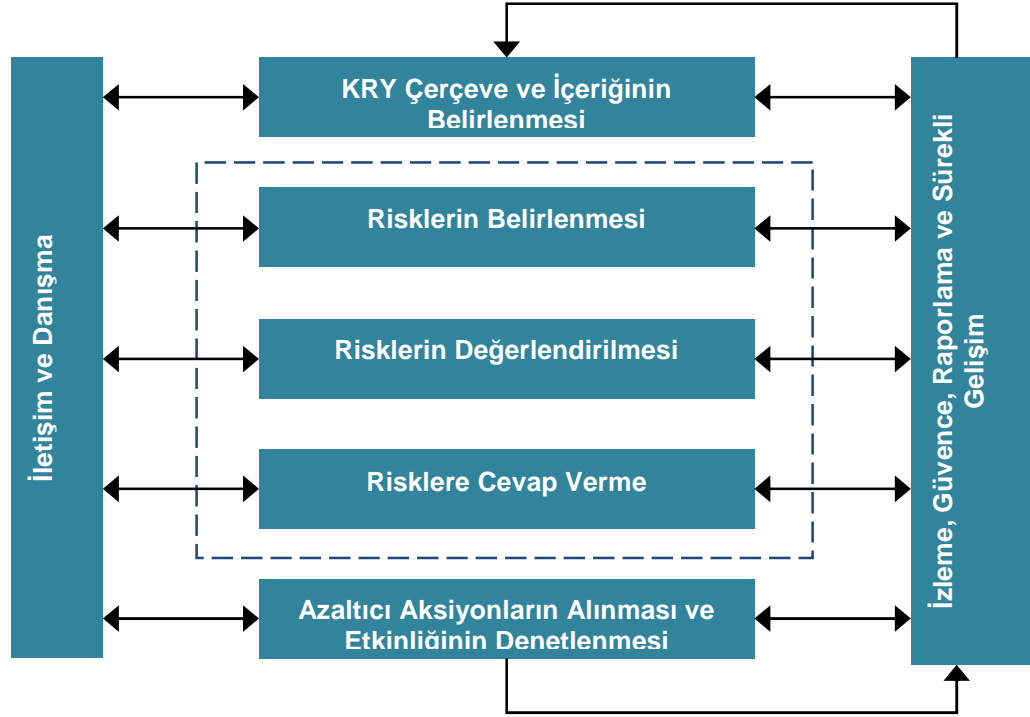 İletişim ve Danışma
KRY Çerçeve ve İçeriğinin
Belirlenmesi
Risklerin Belirlenmesi
Risklerin Değerlendirilmesi
Risklere Cevap Verme
Azaltıcı Aksiyonların Alınması ve
Etkinliğinin Denetlenmesi
İzleme, Güvence, Raporlama ve Sürekli
Gelişim